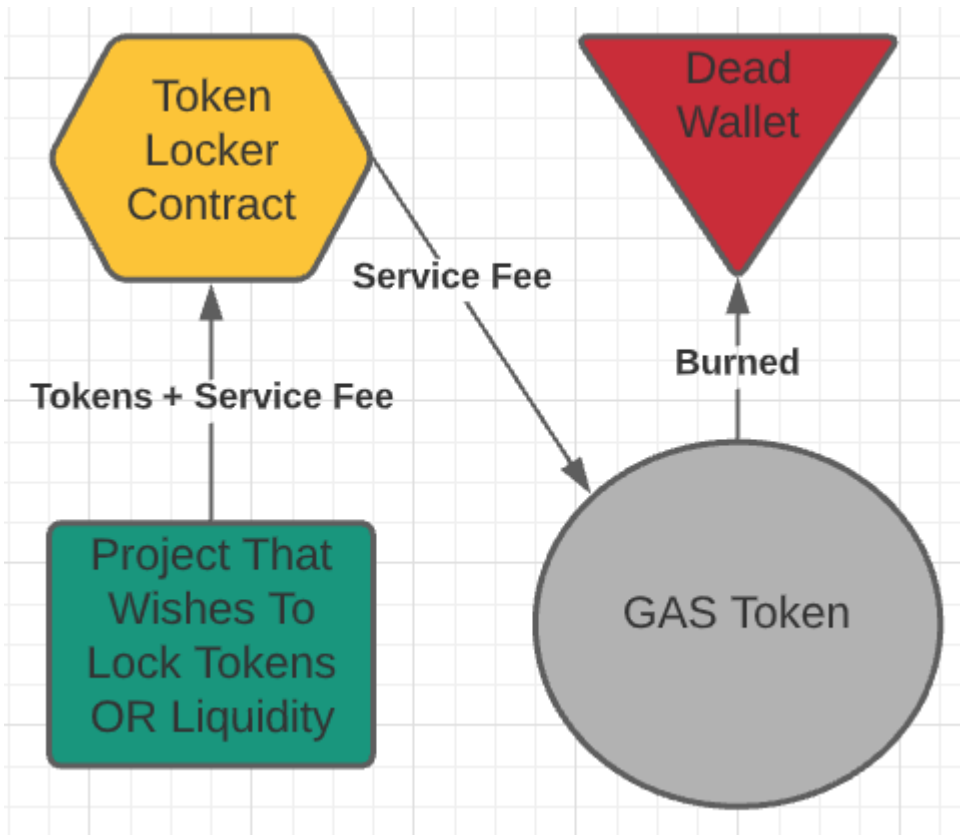 Token
Locker
Contract
Dead
Wallet
Service Fee
Burned
Tokens + Service Fee
Project That
Wishes To
Lock Tokens
OR Liquidity
GAS Token